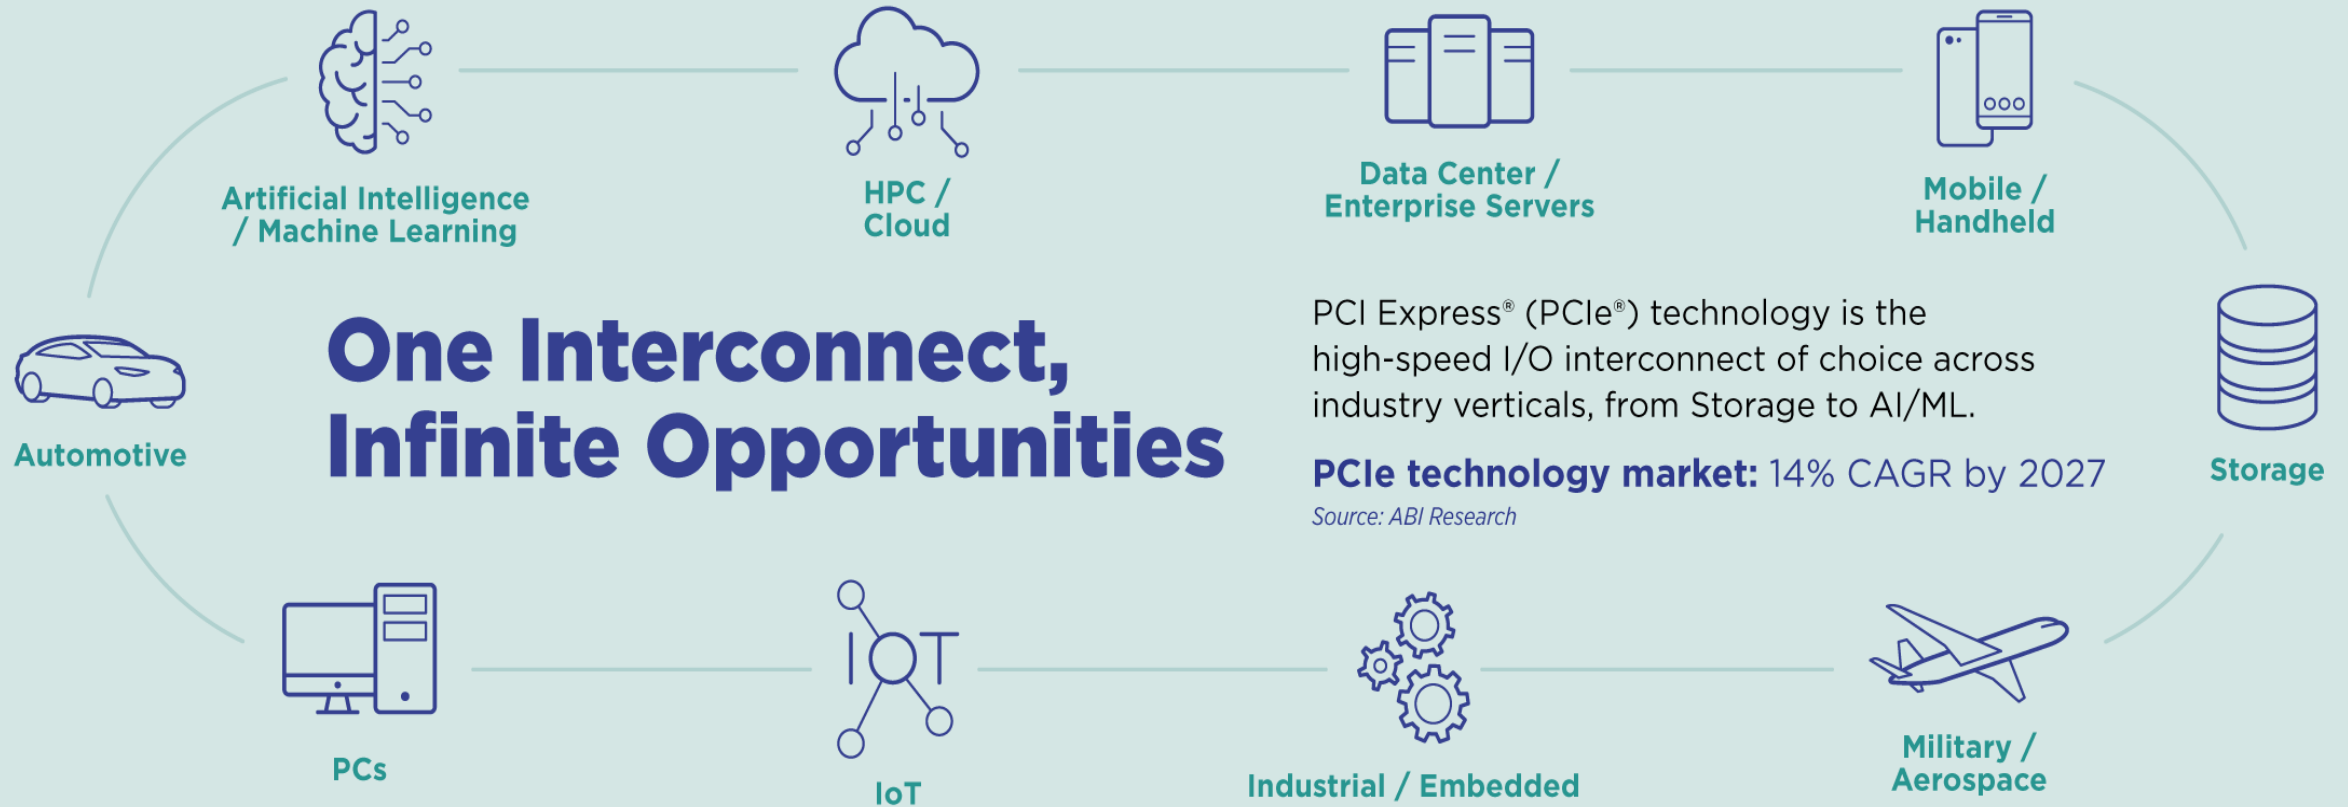 Artificial Intelligence
/ Machine Learning
HPC /
Cloud
Data Center /
Enterprise Servers
Mobile /
Handheld
One Interconnect,
Infinite Opportunities
PCI Express® (PCIe®) technology is the
high-speed I/O interconnect of choice across
industry verticals, from Storage to AI/ML.
PCIe technology market: 14% CAGR by 2027
Source: ABI Research
Automotive
Storage
PCs
IOT
IoT
Industrial / Embedded
Military /
Aerospace